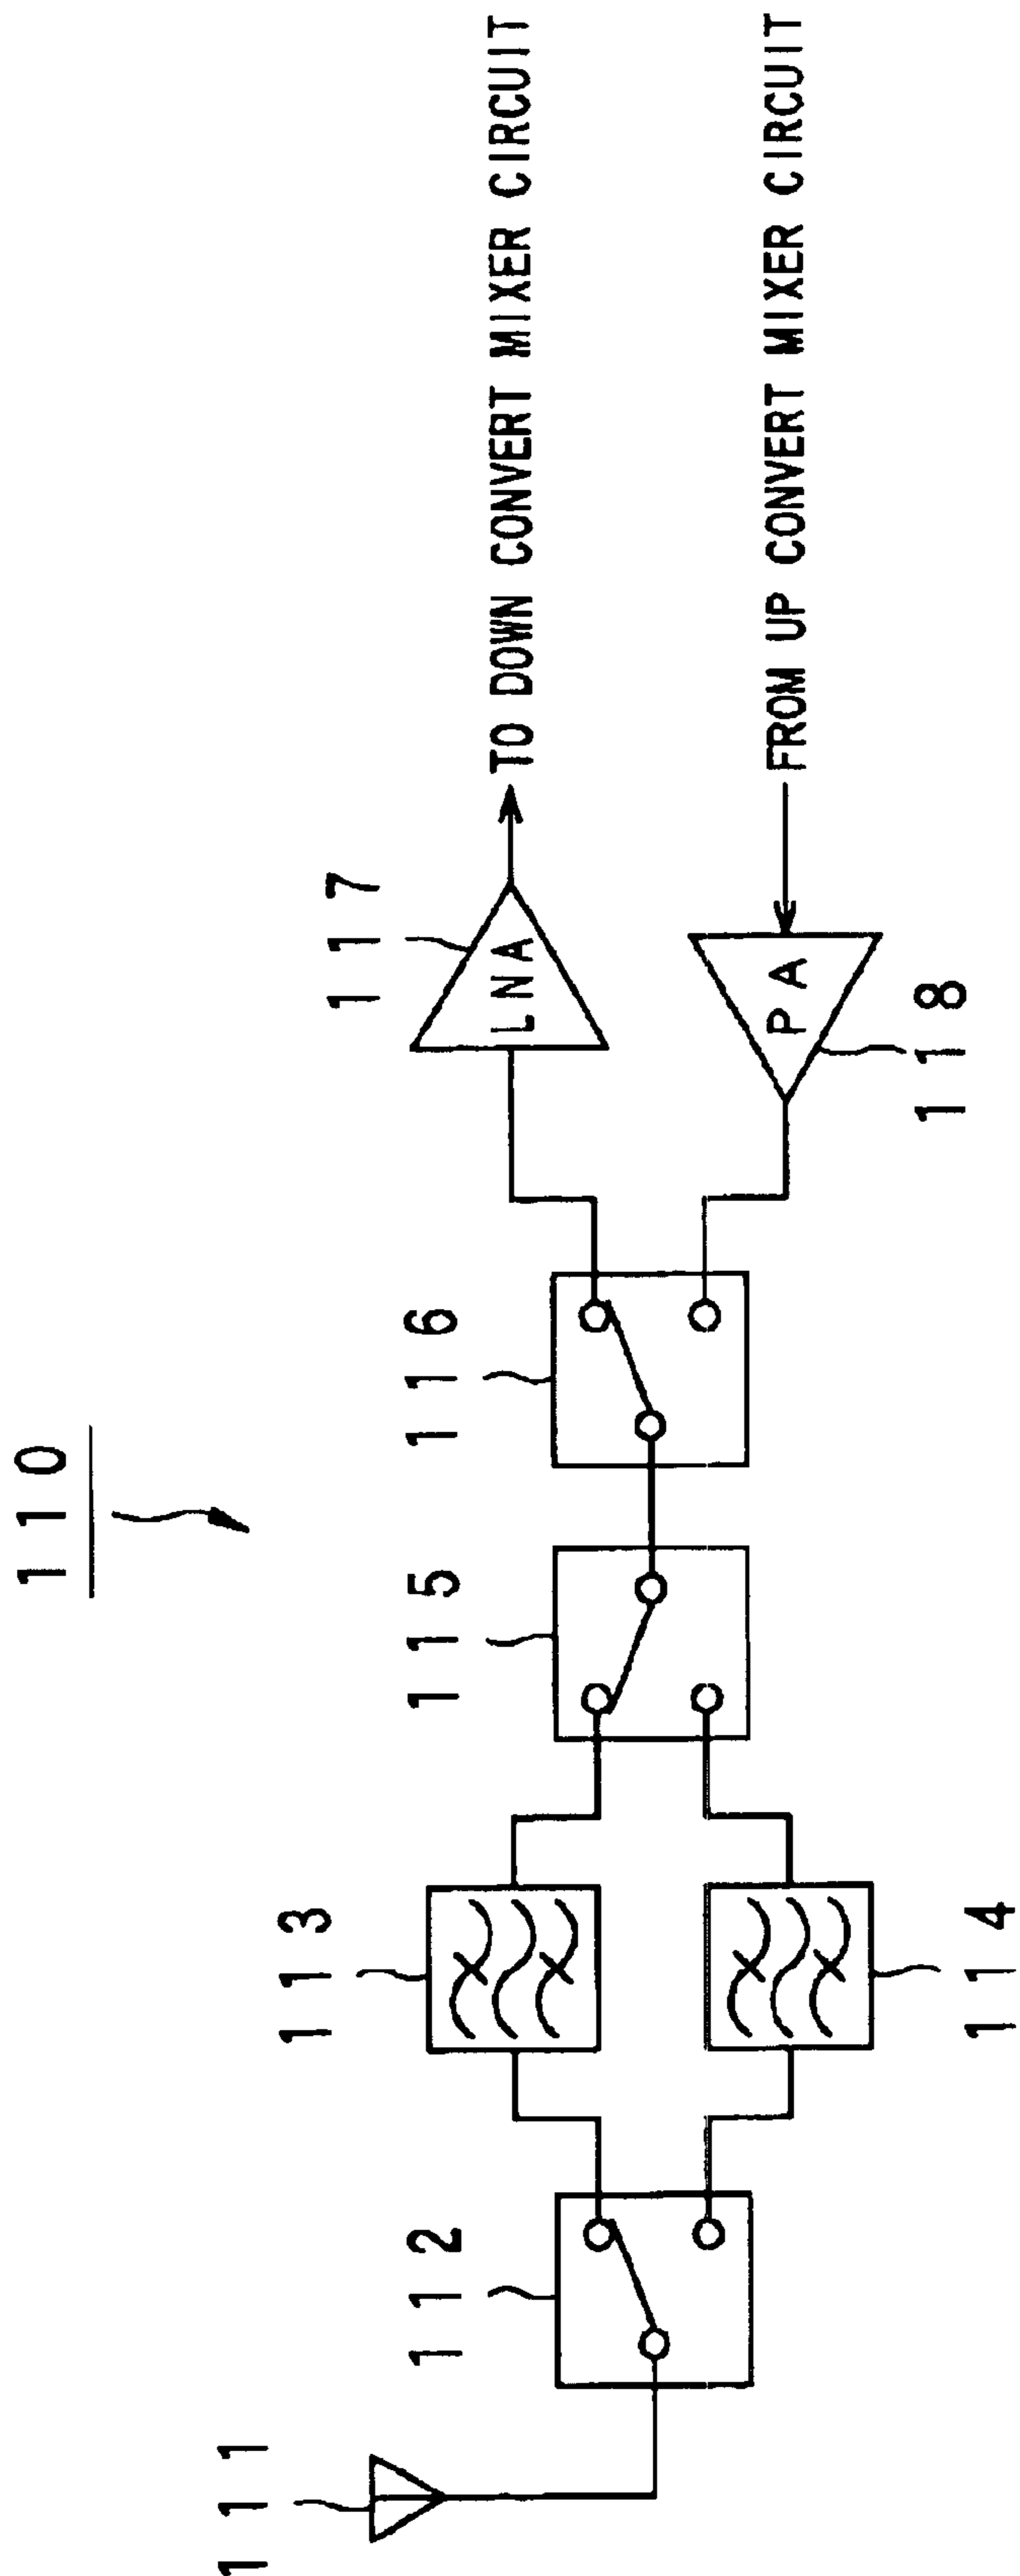 110
111
112
113
114
115
116
117
LNA
TO DOWN CONVERT MIXER CIRCUIT
118
PA
FROM UP CONVERT MIXER CIRCUIT